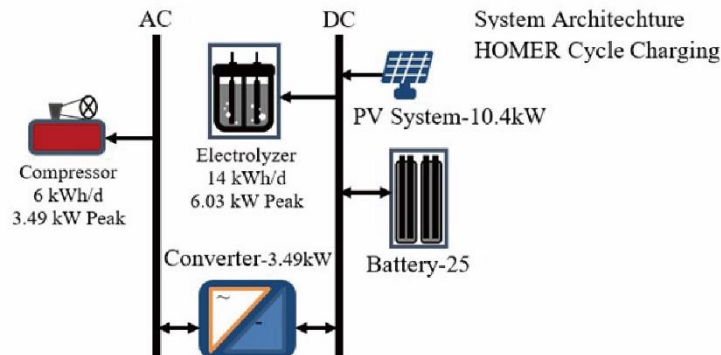 AC
DC
System Architechture
HOMER Cycle Charging
PV System-10.4kW
Electrolyzer
14 kWh/d
6.03 kW Peak
Compressor
6 kWh/d
3.49 kW Peak
Converter-3.49kW
Battery-25